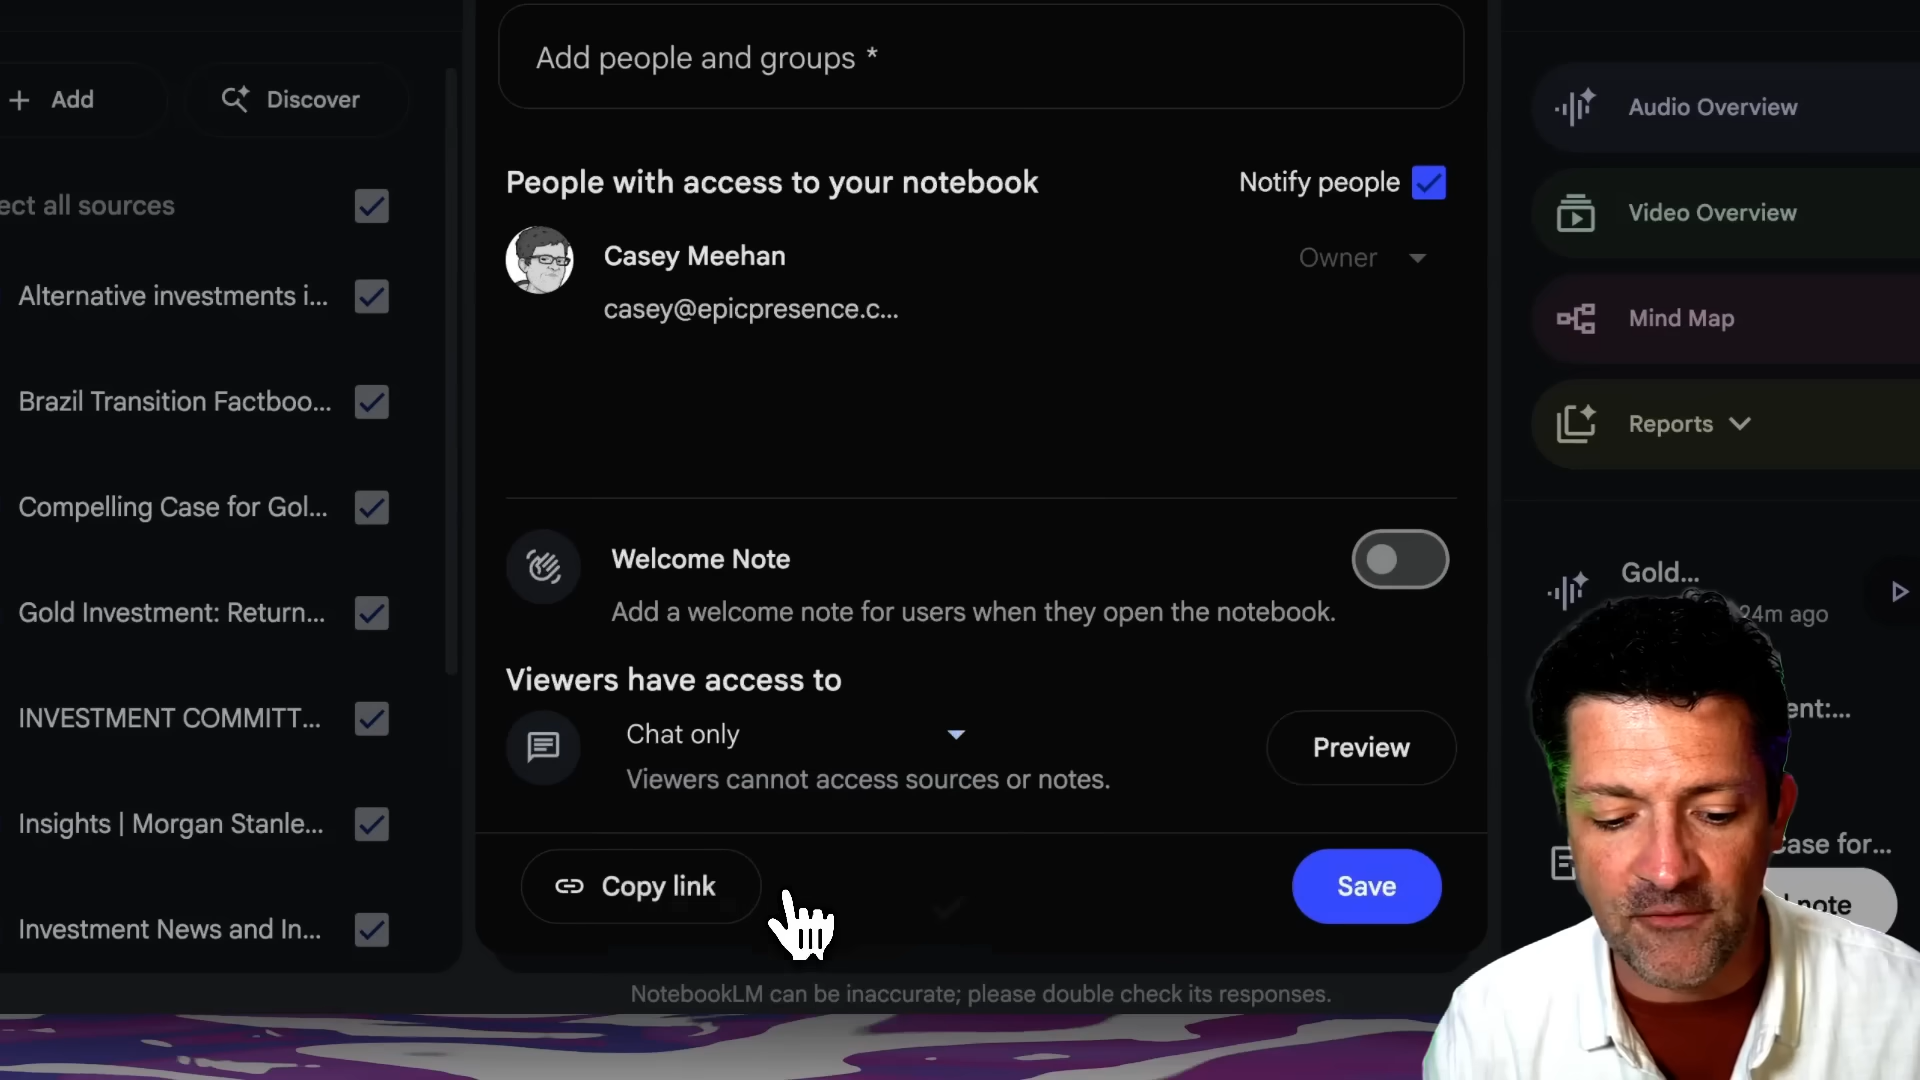 Add people and groups *
+ Add
Discover
ect all sources
Alternative investments i...
Brazil Transition Factboo...
Compelling Case for Gol...
Gold Investment: Return...
INVESTMENT COMMITT...
Insights | Morgan Stanle...
Investment News and In...
People with access to your notebook
Notify people
Casey Meehan
Owner
casey@epicpresence.c...
Welcome Note
Add a welcome note for users when they open the notebook.
Viewers have access to
Chat only
Viewers cannot access sources or notes.
Preview
Copy link
Save
NotebookLM can be inaccurate; please double check its responses.
Audio Overview
Video Overview
Mind Map
Reports
Gold...
24m ago
ent:...
Case for...
note